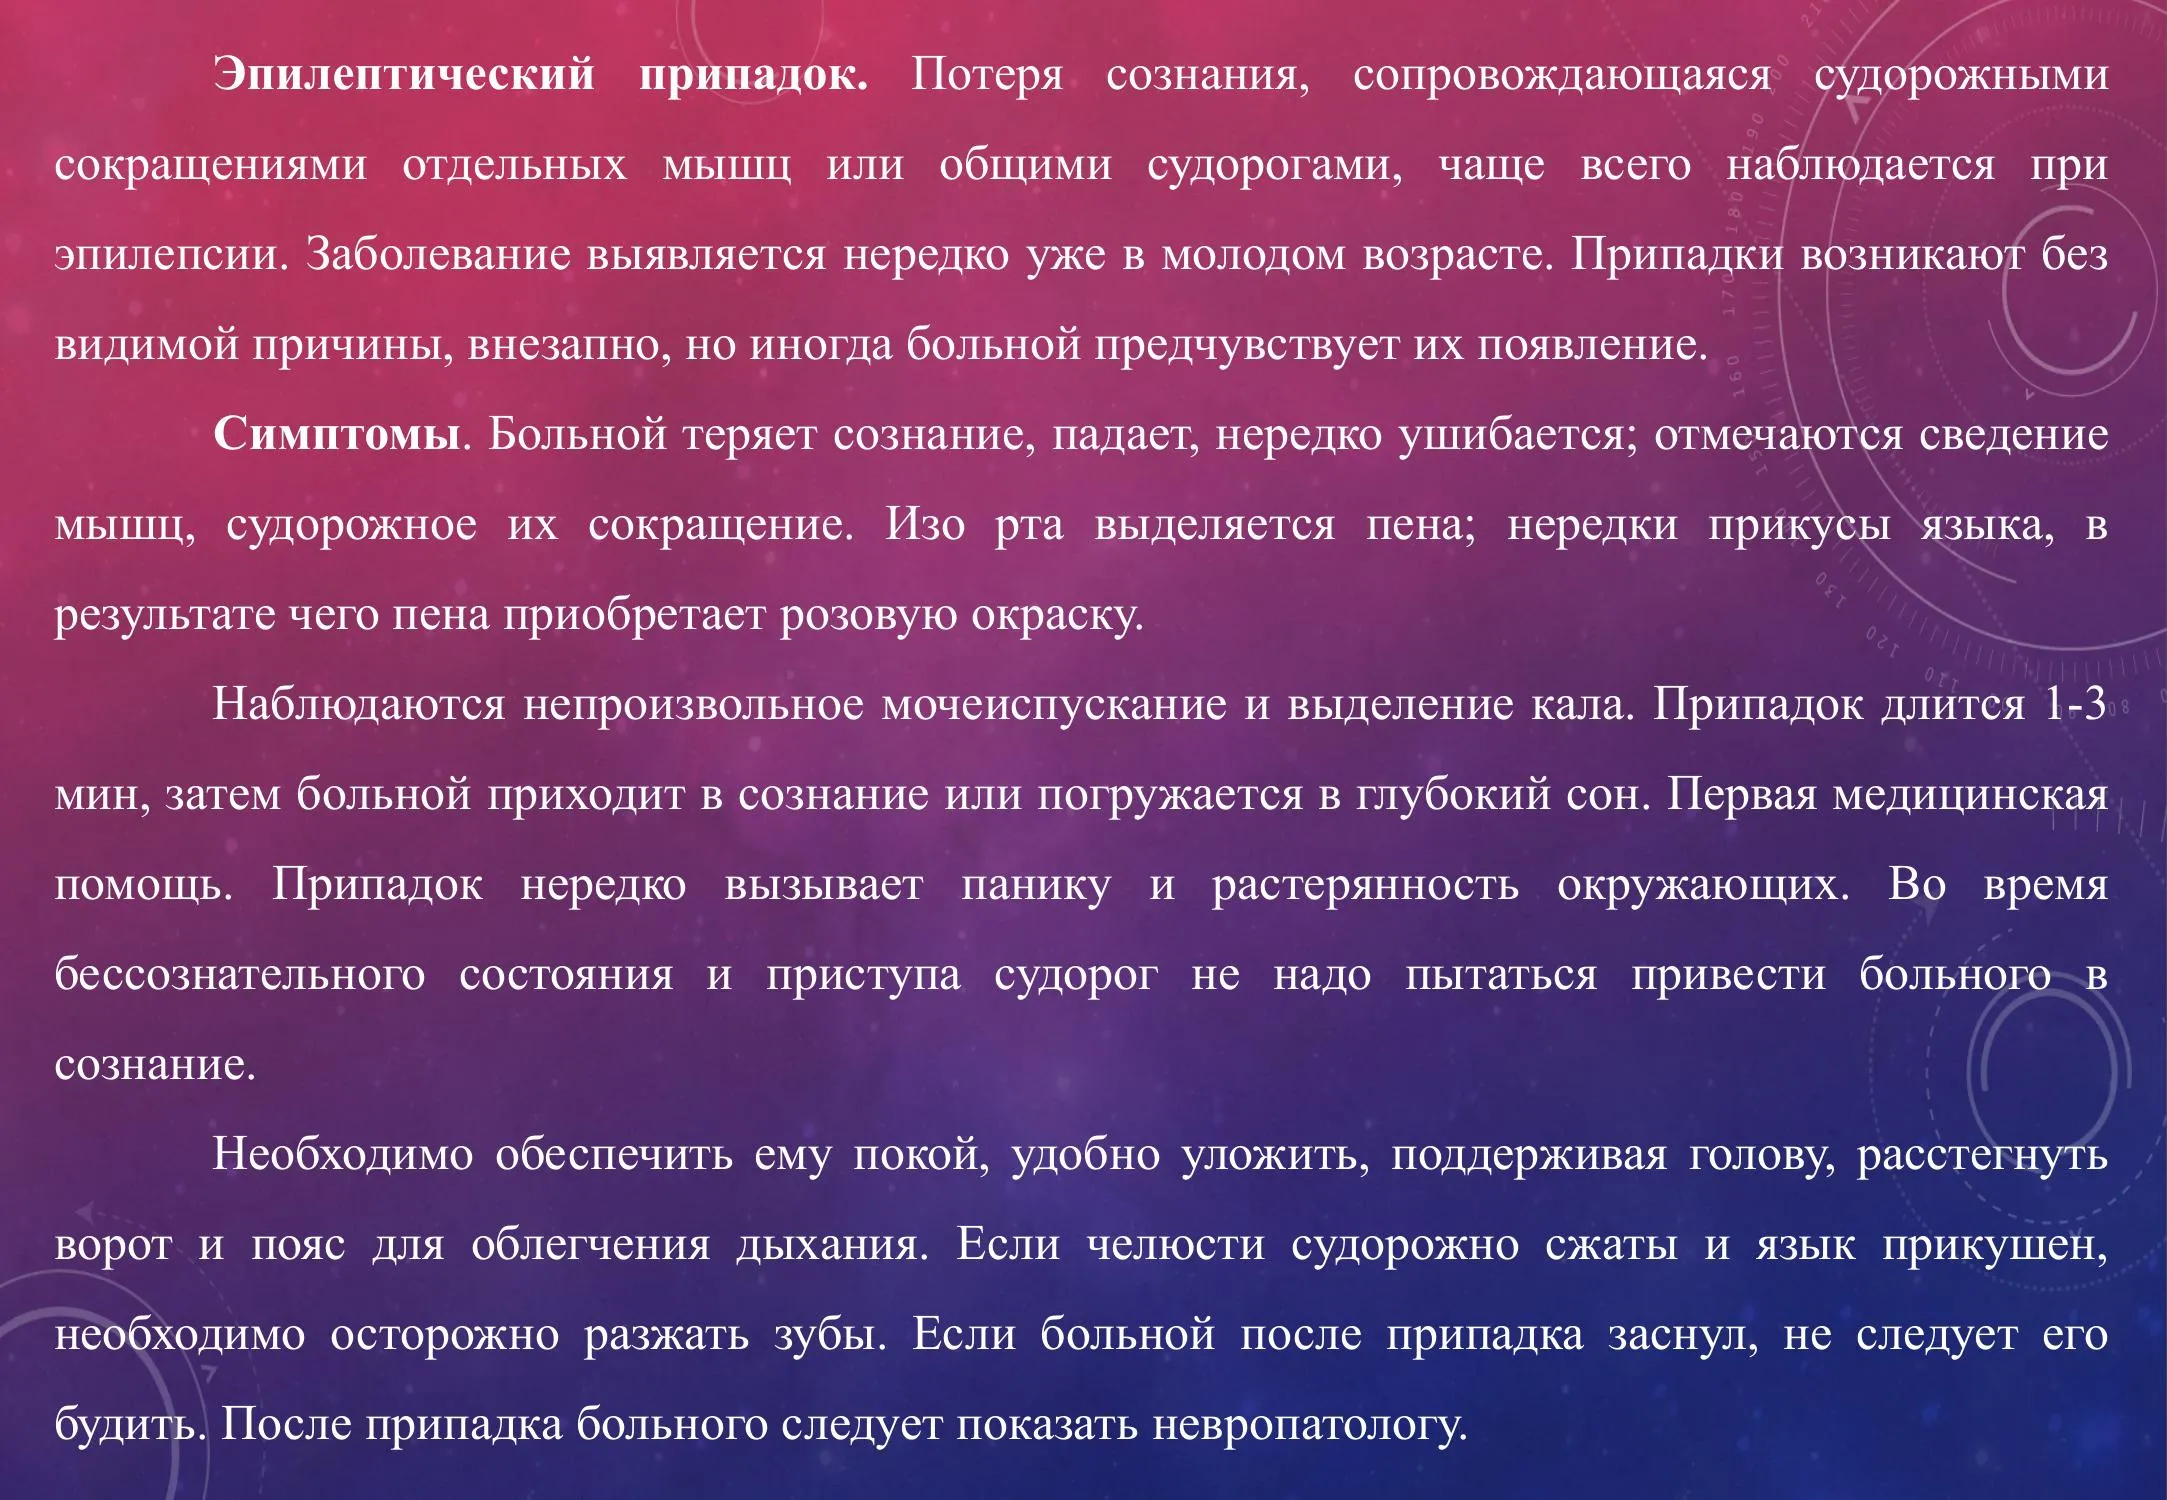 Эпилептический припадок. Потеря сознания, сопровождающаяся судорожными
сокращениями отдельных мышц или общими судорогами, чаще всего наблюдается при
эпилепсии. Заболевание выявляется нередко уже в молодом возрасте. Припадки возникают без
видимой причины, внезапно, но иногда больной предчувствует их появление.
Симптомы. Больной теряет сознание, падает, нередко ушибается; отмечаются сведение
мышц, судорожное их сокращение. Изо рта выделяется пена; нередки прикусы языка, в
результате чего пена приобретает розовую окраску.
Наблюдаются непроизвольное мочеиспускание и выделение кала. Припадок длится 1-3
мин, затем больной приходит в сознание или погружается в глубокий сон. Первая медицинская
помощь. Припадок нередко вызывает панику и растерянность окружающих. Во время
бессознательного состояния и приступа судорог не надо пытаться привести больного в
сознание.
Необходимо обеспечить ему покой, удобно уложить, поддерживая голову, расстегнуть
ворот и пояс для облегчения дыхания. Если челюсти судорожно сжаты и язык прикушен,
необходимо осторожно разжать зубы. Если больной после припадка заснул, не следует его
будить. После припадка больного следует показать невропатологу.